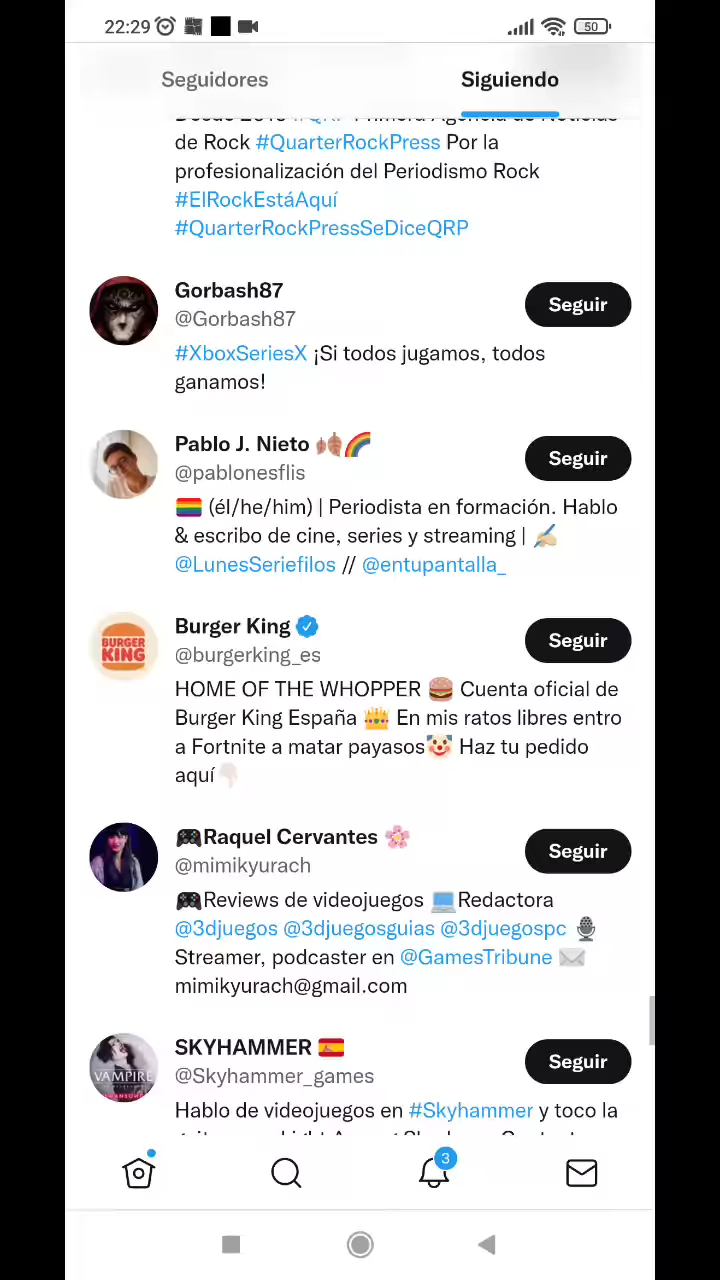 22:29
50
Seguidores
Siguiendo
de Rock #QuarterRockPress Por la
profesionalización del Periodismo Rock
#ElRockEstáAquí
#QuarterRockPressSeDiceQRP
Gorbash87
Seguir
@Gorbash87
#XboxSeriesX ¡Si todos jugamos, todos
ganamos!
Pablo J. Nieto 🍂🌈
Seguir
@pablonesflis
🏳️‍🌈 (él/he/him) | Periodista en formación. Hablo
& escribo de cine, series y streaming | ✍🏼
@LunesSeriefilos // @entupantalla_
Burger King
Seguir
@burgerking_es
BURGER
KING
HOME OF THE WHOPPER 🍔 Cuenta oficial de
Burger King España 👑 En mis ratos libres entro
a Fortnite a matar payasos🤡 Haz tu pedido
aquí👇🏻
🎮Raquel Cervantes 🌸
Seguir
@mimikyurach
🎮Reviews de videojuegos 💻Redactora
@3djuegos @3djuegosguias @3djuegospc 🎙
Streamer, podcaster en @GamesTribune ✉️
mimikyurach@gmail.com
SKYHAMMER 🇪🇸
Seguir
@Skyhammer_games
VAMPIRE
Hablo de videojuegos en #Skyhammer y toco la
3